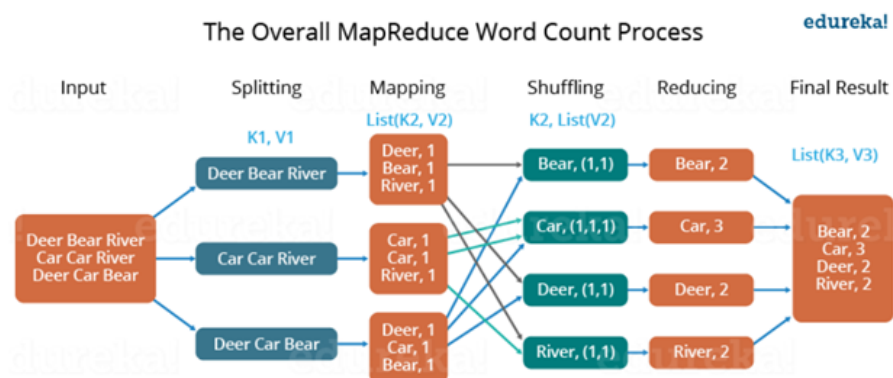 The Overall MapReduce Word Count Process
edureka!
Input
Splitting
Mapping
Shuffling
Reducing
Final Result
K1, V1
List(K2, V2)
K2, List(V2)
List(K3, V3)
Deer Bear River
Car Car River
Deer Car Bear
Deer Bear River
Car Car River
Deer Car Bear
Deer, 1
Bear, 1
River, 1
Car, 1
Car, 1
River, 1
Deer, 1
Car, 1
Bear, 1
Bear, (1,1)
Car, (1,1,1)
Deer, (1,1)
River, (1,1)
Bear, 2
Car, 3
Deer, 2
River, 2
Bear, 2
Car, 3
Deer, 2
River, 2